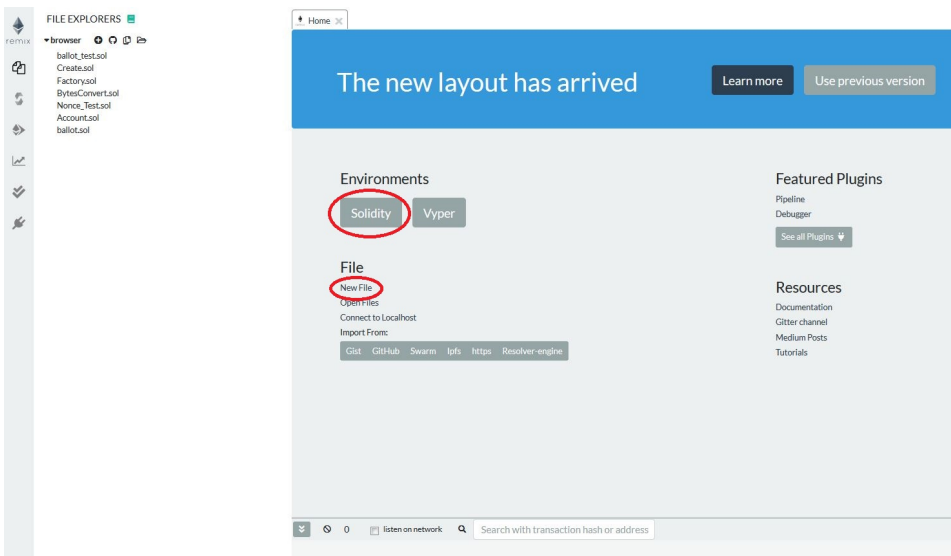 remix
FILE EXPLORERS
browser
ballot_test.sol
Create.sol
Factory.sol
BytesConvert.sol
Nonce_Test.sol
Account.sol
ballot.sol
Home
The new layout has arrived
Learn more
Use previous version
Environments
Solidity
Vyper
File
New File
Open Files
Connect to Localhost
Import From:
Gist GitHub Swarm Ipfs https Resolver-engine
Featured Plugins
Pipeline
Debugger
See all Plugins
Resources
Documentation
Gitter channel
Medium Posts
Tutorials
0 listen on network Search with transaction hash or address